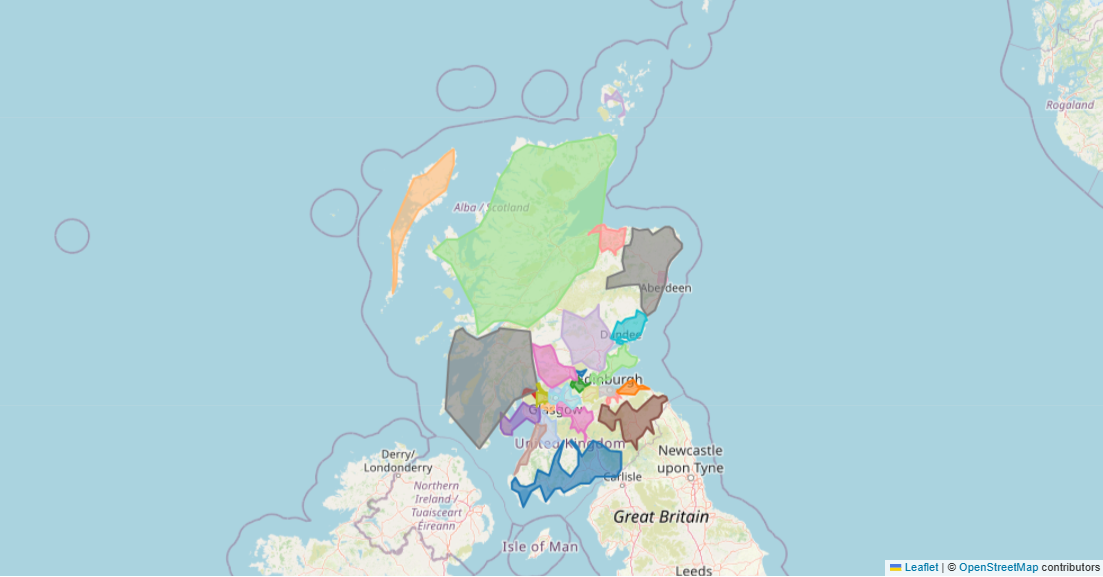 Rogaland
Alba / Scotland
Aberdeen
Dundee
Edinburgh
Glasgow
United Kingdom
Derry/
Londonderry
Newcastle
upon Tyne
Carlisle
Northern
Ireland /
Tuaisceart
Éireann
Great Britain
Isle of Man
Leeds
Leaflet | © OpenStreetMap contributors